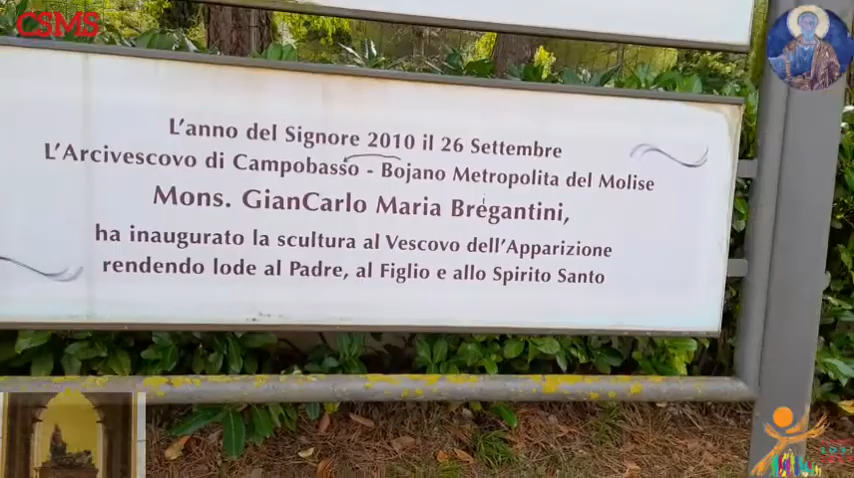 CSMS
L'anno del Signore 2010 il 26 Settembre
L'Arcivescovo di Campobasso - Bojano Metropolita del Molise
Mons. GianCarlo Maria Bregantini,
ha inaugurato la scultura al Vescovo dell'Apparizione
rendendo lode al Padre, al Figlio e allo Spirito Santo